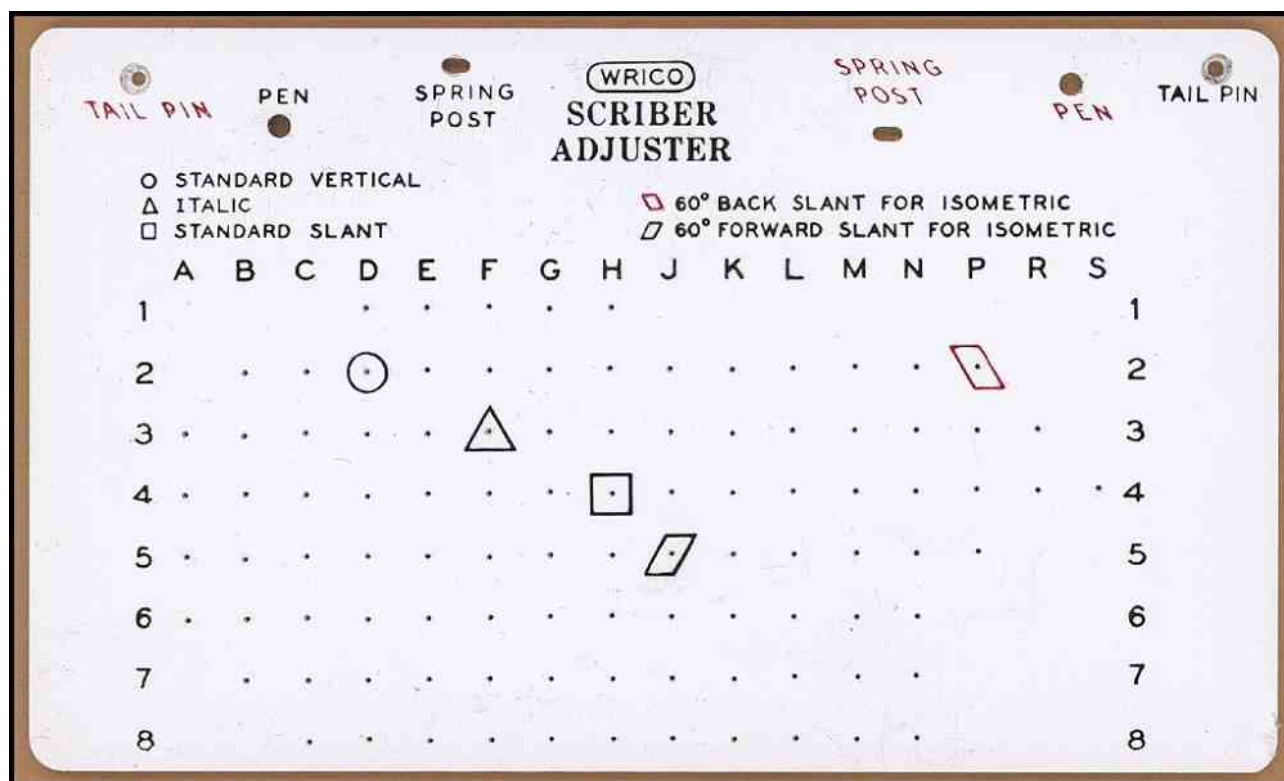 WRICO
SCRIBER
ADJUSTER
TAIL PIN
PEN
SPRING
POST
SPRING
POST
PEN
TAIL PIN
STANDARD VERTICAL
ITALIC
STANDARD SLANT
60° BACK SLANT FOR ISOMETRIC
60° FORWARD SLANT FOR ISOMETRIC
A B C D E F G H J K L M N P R S
1 1
2 2
3 3
4 4
5 5
6 6
7 7
8 8